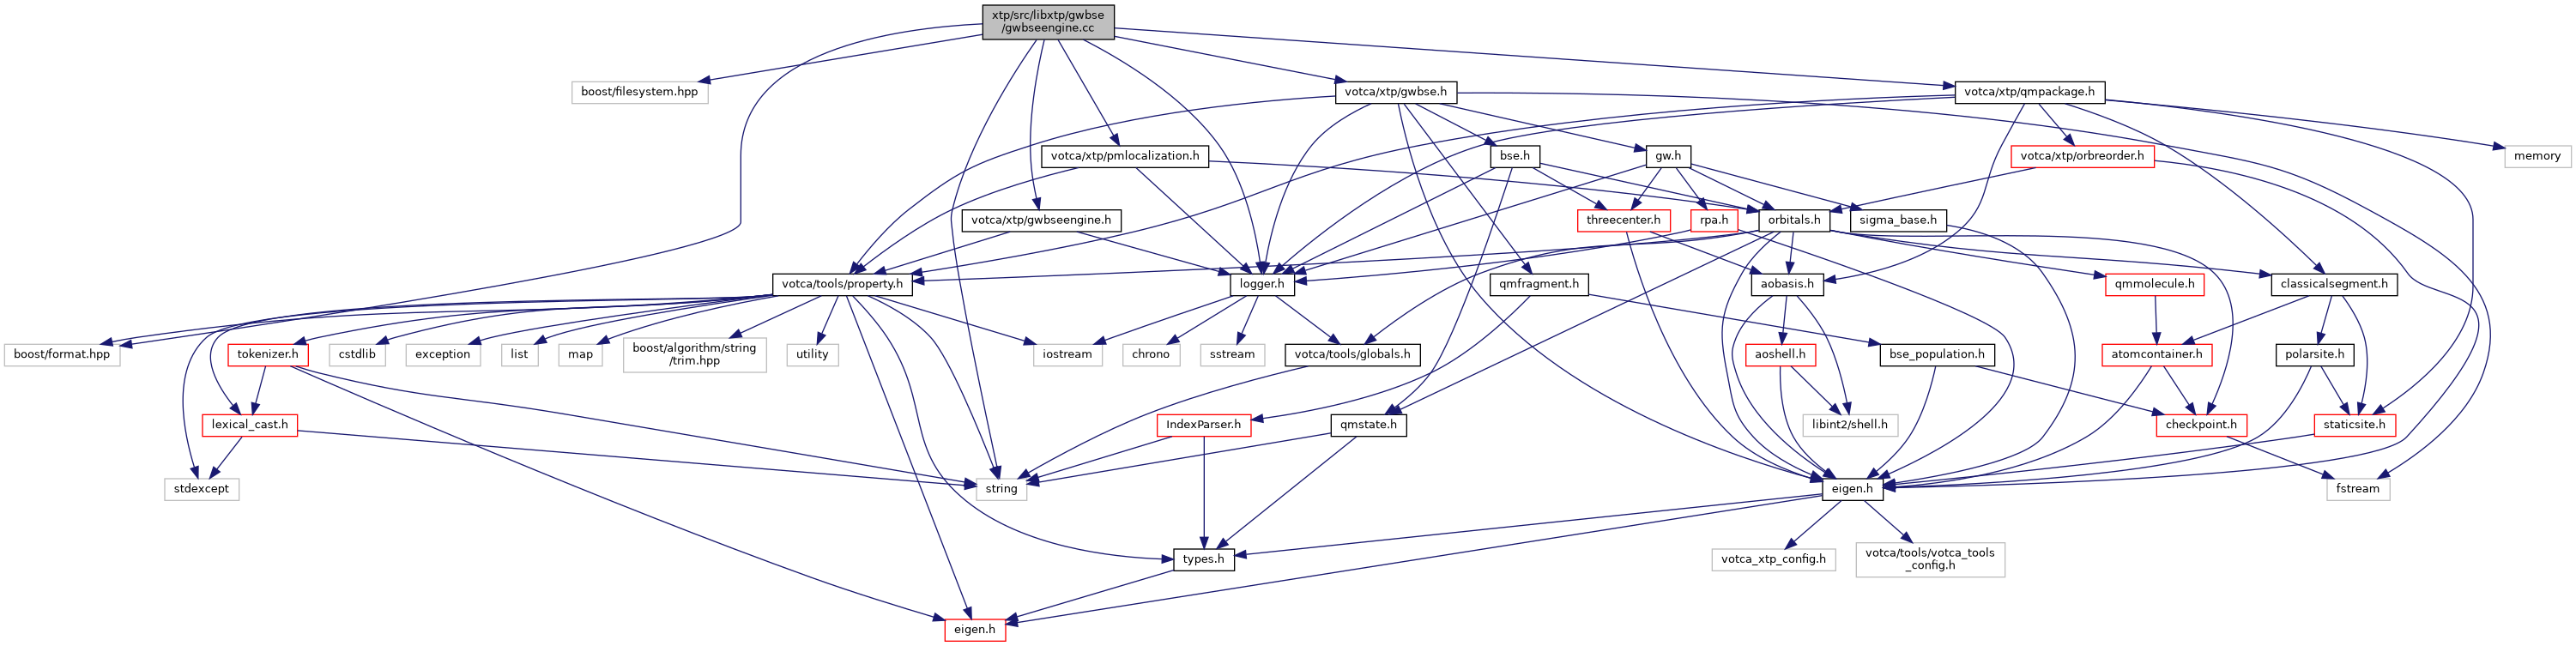 xtp/src/libxtp/gwbse
/gwbseengine.cc
boost/filesystem.hpp
votca/xtp/gwbse.h
votca/xtp/qmpackage.h
votca/xtp/pmlocalization.h
bse.h
gw.h
votca/xtp/orbreorder.h
memory
votca/xtp/gwbseengine.h
threecenter.h
rpa.h
orbitals.h
sigma_base.h
votca/tools/property.h
logger.h
qmfragment.h
aobasis.h
qmmolecule.h
classicalsegment.h
boost/format.hpp
tokenizer.h
cstdlib
exception
list
map
boost/algorithm/string
/trim.hpp
utility
iostream
chrono
sstream
votca/tools/globals.h
aoshell.h
bse_population.h
atomcontainer.h
polarsite.h
lexical_cast.h
IndexParser.h
qmstate.h
libint2/shell.h
checkpoint.h
staticsite.h
stdexcept
string
eigen.h
fstream
types.h
votca_xtp_config.h
votca/tools/votca_tools
_config.h
eigen.h